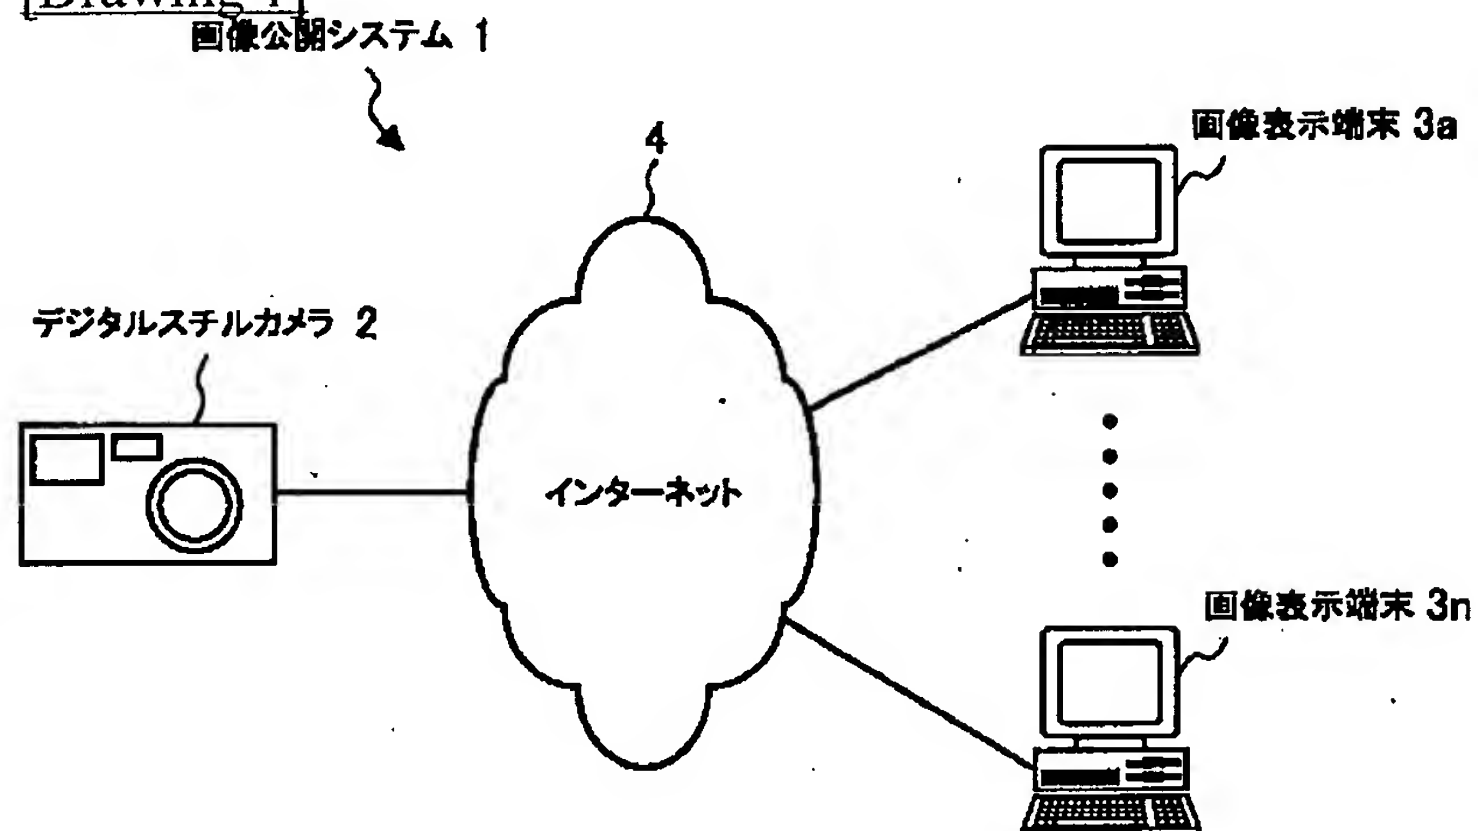 [Drawing 1]
画像公開システム 1
4
画像表示端末 3a
デジタルスチルカメラ 2
インターネット
画像表示端末 3n